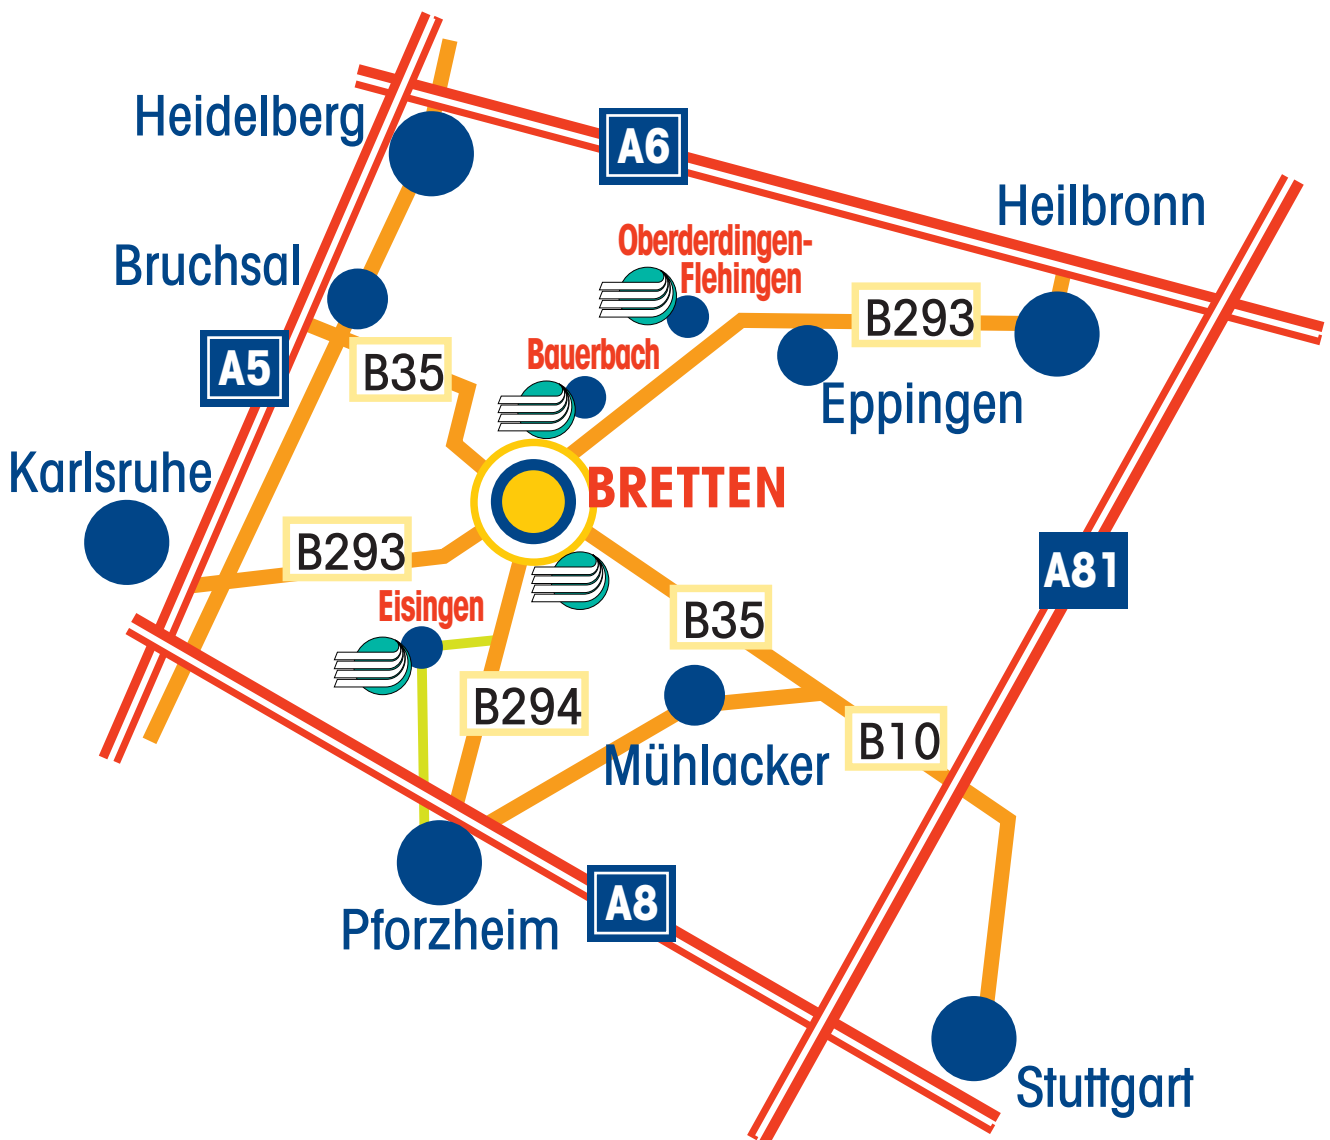 Heidelberg
A6
Heilbronn
Oberderdingen-
Flehingen
Bruchsal
B293
A5
B35
Bauerbach
Eppingen
Karlsruhe
BRETTEN
B293
A81
Eisingen
B35
B294
B10
Mühlacker
A8
Pforzheim
Stuttgart